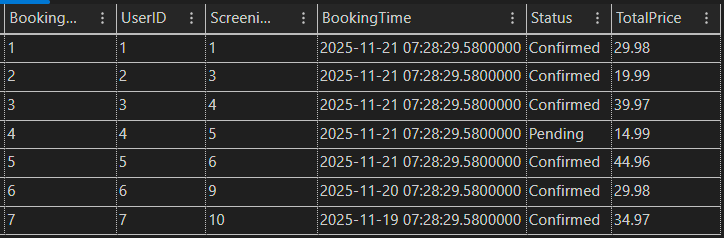 Booking... UserID Screeni... BookingTime Status TotalPrice
1 1 1 2025-11-21 07:28:29.5800000 Confirmed 29.98
2 2 3 2025-11-21 07:28:29.5800000 Confirmed 19.99
3 3 4 2025-11-21 07:28:29.5800000 Confirmed 39.97
4 4 5 2025-11-21 07:28:29.5800000 Pending 14.99
5 5 6 2025-11-21 07:28:29.5800000 Confirmed 44.96
6 6 9 2025-11-20 07:28:29.5800000 Confirmed 29.98
7 7 10 2025-11-19 07:28:29.5800000 Confirmed 34.97